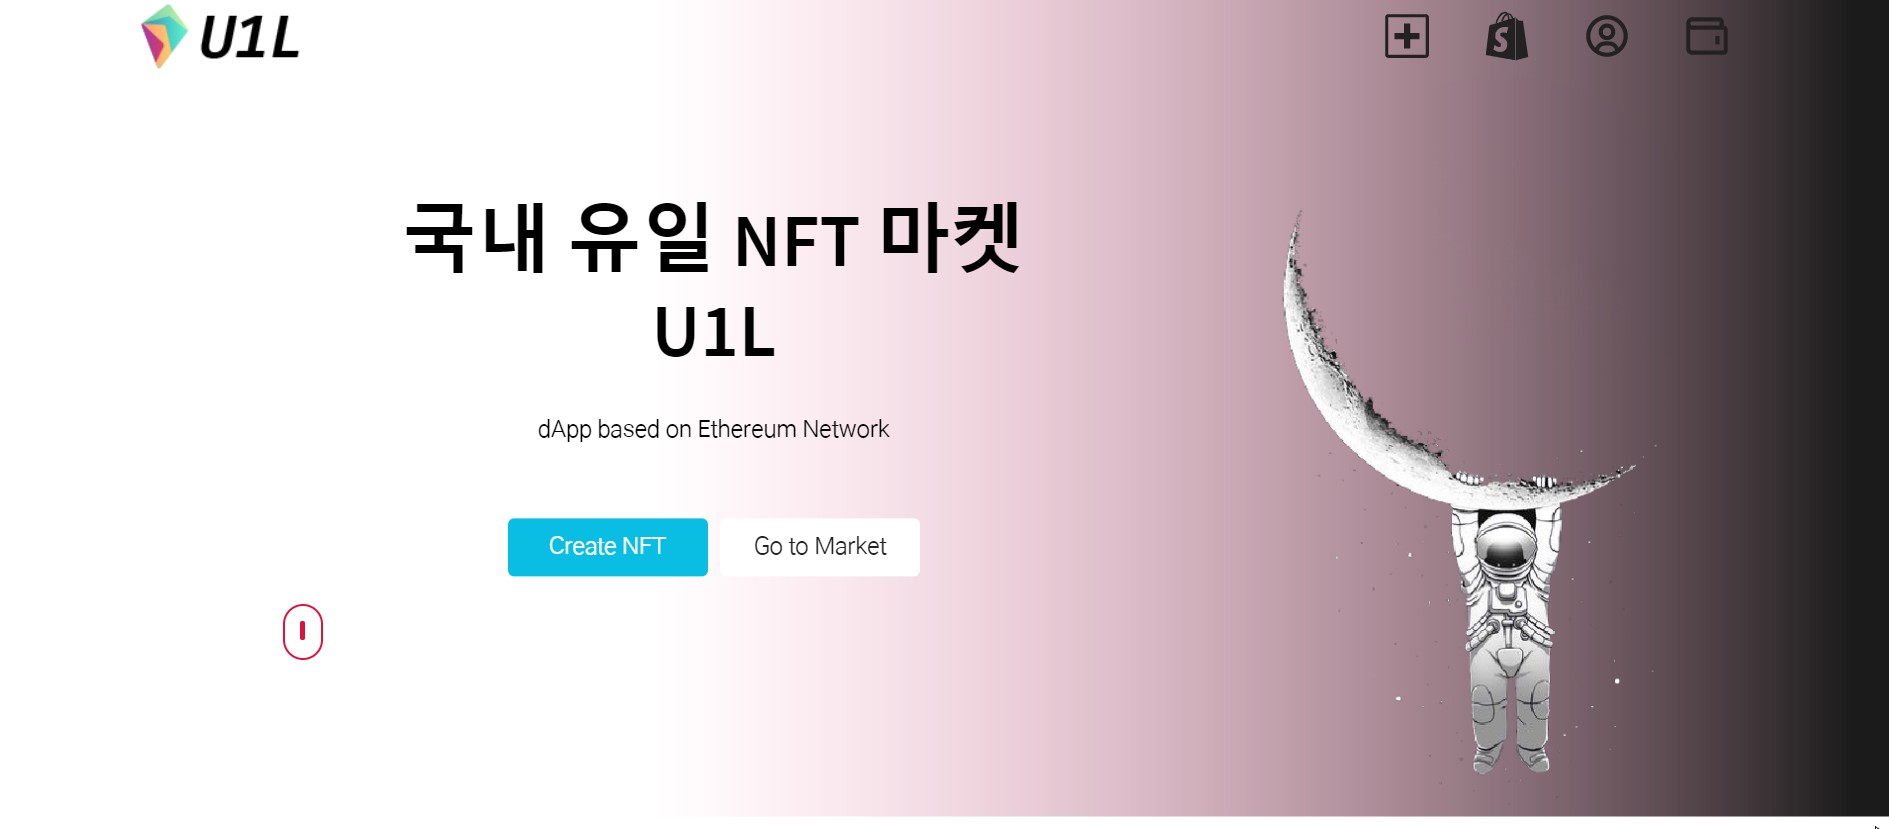 U1L
국내 유일 NFT 마켓
U1L
dApp based on Ethereum Network
Create NFT
Go to Market